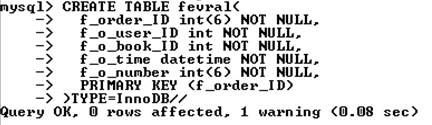 mysql> CREATE TABLE fevral(
    ->    f_order_ID int(6) NOT NULL,
    ->    f_o_user_ID int NOT NULL,
    ->    f_o_book_ID int NOT NULL,
    ->    f_o_time datetime NOT NULL,
    ->    f_o_number int(6) NOT NULL,
    ->    PRIMARY KEY (f_order_ID)
    -> )TYPE=InnoDB//
Query OK, 0 rows affected, 1 warning (0.08 sec)